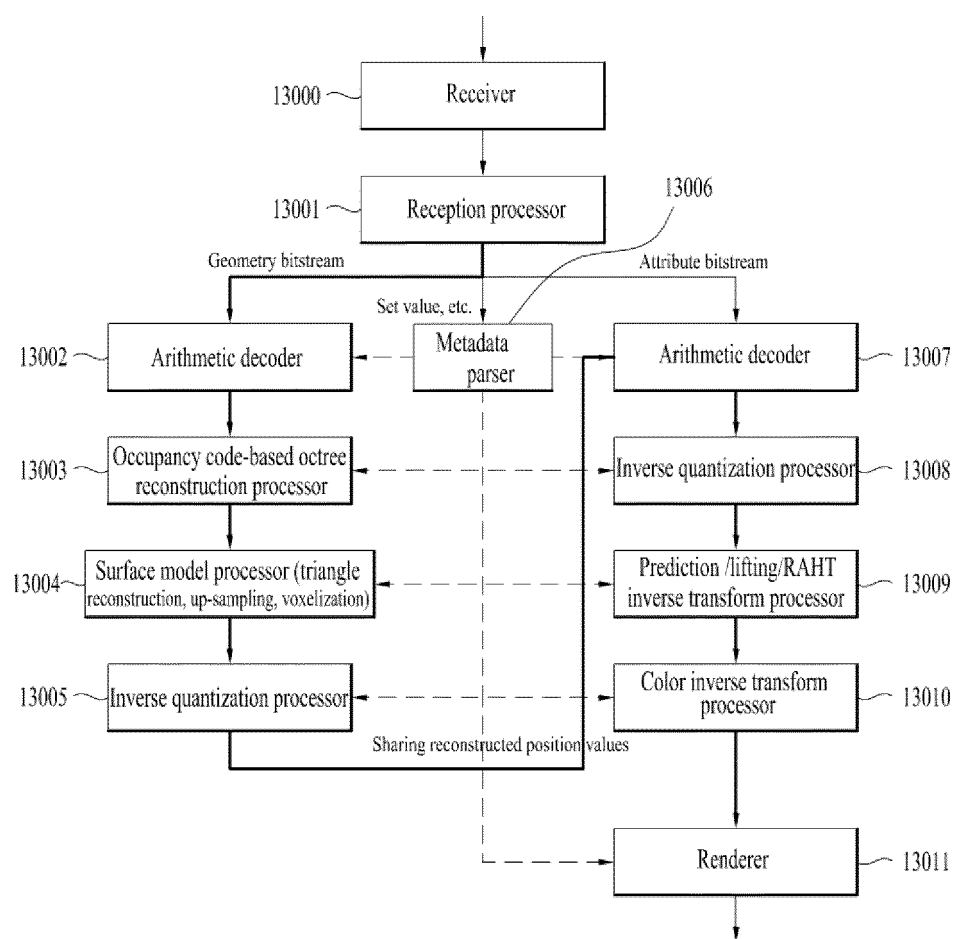 13000
Receiver
13001
Reception processor
13006
Geometry bitstream
Attribute bitstream
Set value, etc.
13002
Arithmetic decoder
Metadata
parser
Arithmetic decoder
13007
13003
Occupancy code-based octree
reconstruction processor
Inverse quantization processor
13008
13004
Surface model processor (triangle
reconstruction, up-sampling, voxelization)
Prediction /lifting/RAHT
inverse transform processor
13009
13005
Inverse quantization processor
Color inverse transform
processor
13010
Sharing reconstructed position values
Renderer
13011